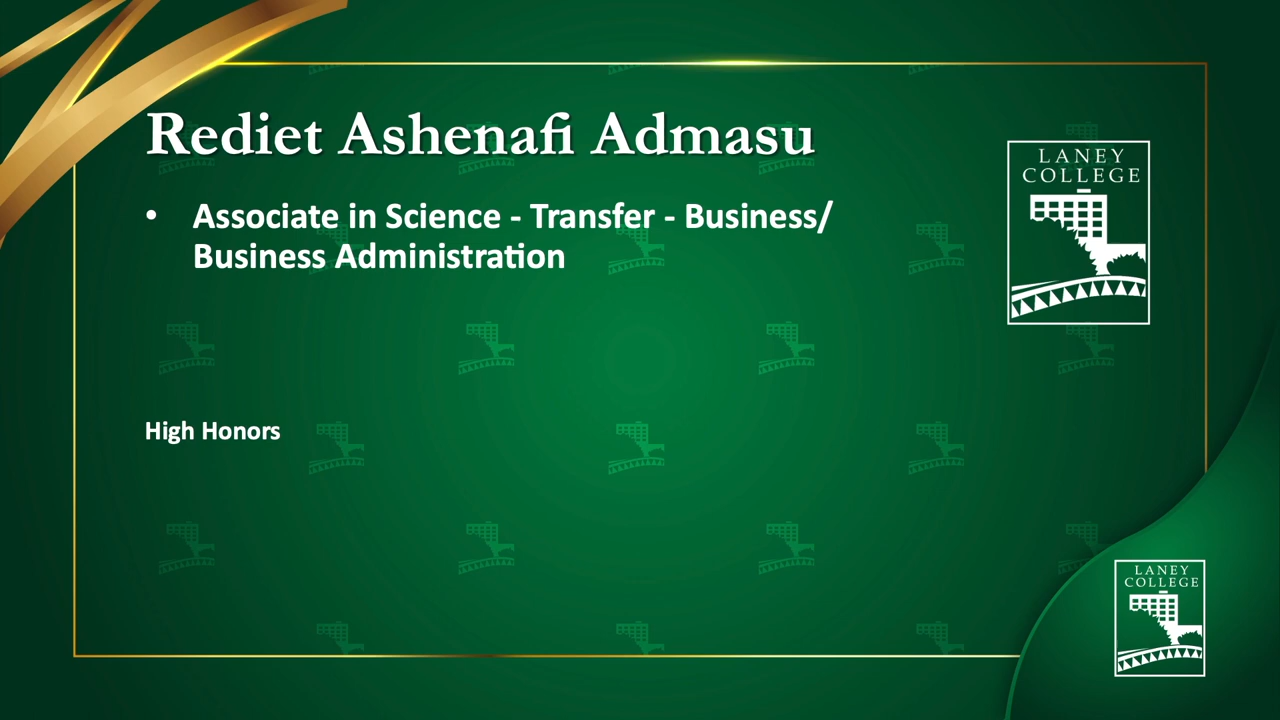 Rediet Ashenafi Admasu
LANEY
COLLEGE
• Associate in Science - Transfer - Business/
Business Administration
High Honors
LANEY
COLLEGE